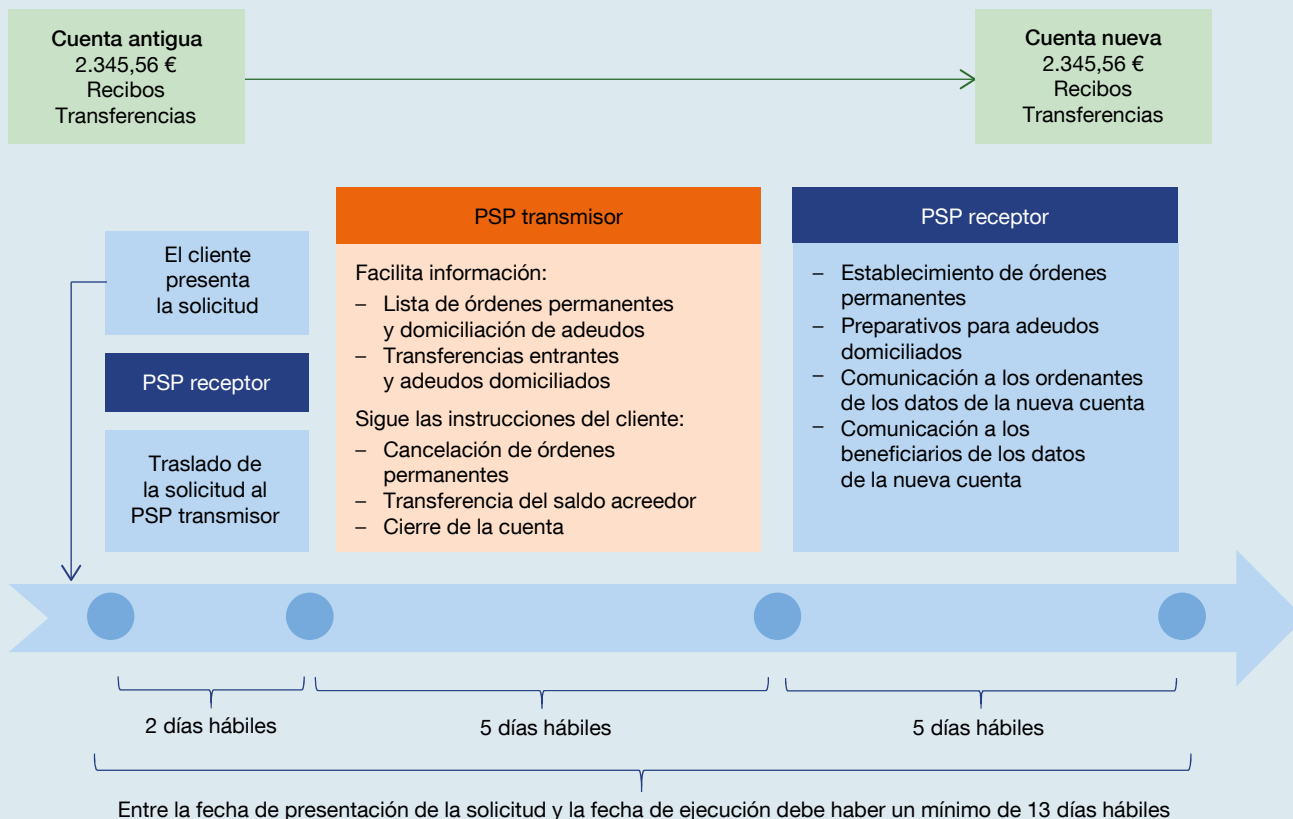 Cuenta antigua
2.345,56 €
Recibos
Transferencias
Cuenta nueva
2.345,56 €
Recibos
Transferencias
El cliente
presenta
la solicitud
PSP receptor
Traslado de
la solicitud al
PSP transmisor
PSP transmisor
Facilita información:
– Lista de órdenes permanentes
y domiciliación de adeudos
– Transferencias entrantes
y adeudos domiciliados
Sigue las instrucciones del cliente:
– Cancelación de órdenes
permanentes
– Transferencia del saldo acreedor
– Cierre de la cuenta
PSP receptor
– Establecimiento de órdenes
permanentes
– Preparativos para adeudos
domiciliados
– Comunicación a los ordenantes
de los datos de la nueva cuenta
– Comunicación a los
beneficiarios de los datos
de la nueva cuenta
2 días hábiles
5 días hábiles
5 días hábiles
Entre la fecha de presentación de la solicitud y la fecha de ejecución debe haber un mínimo de 13 días hábiles